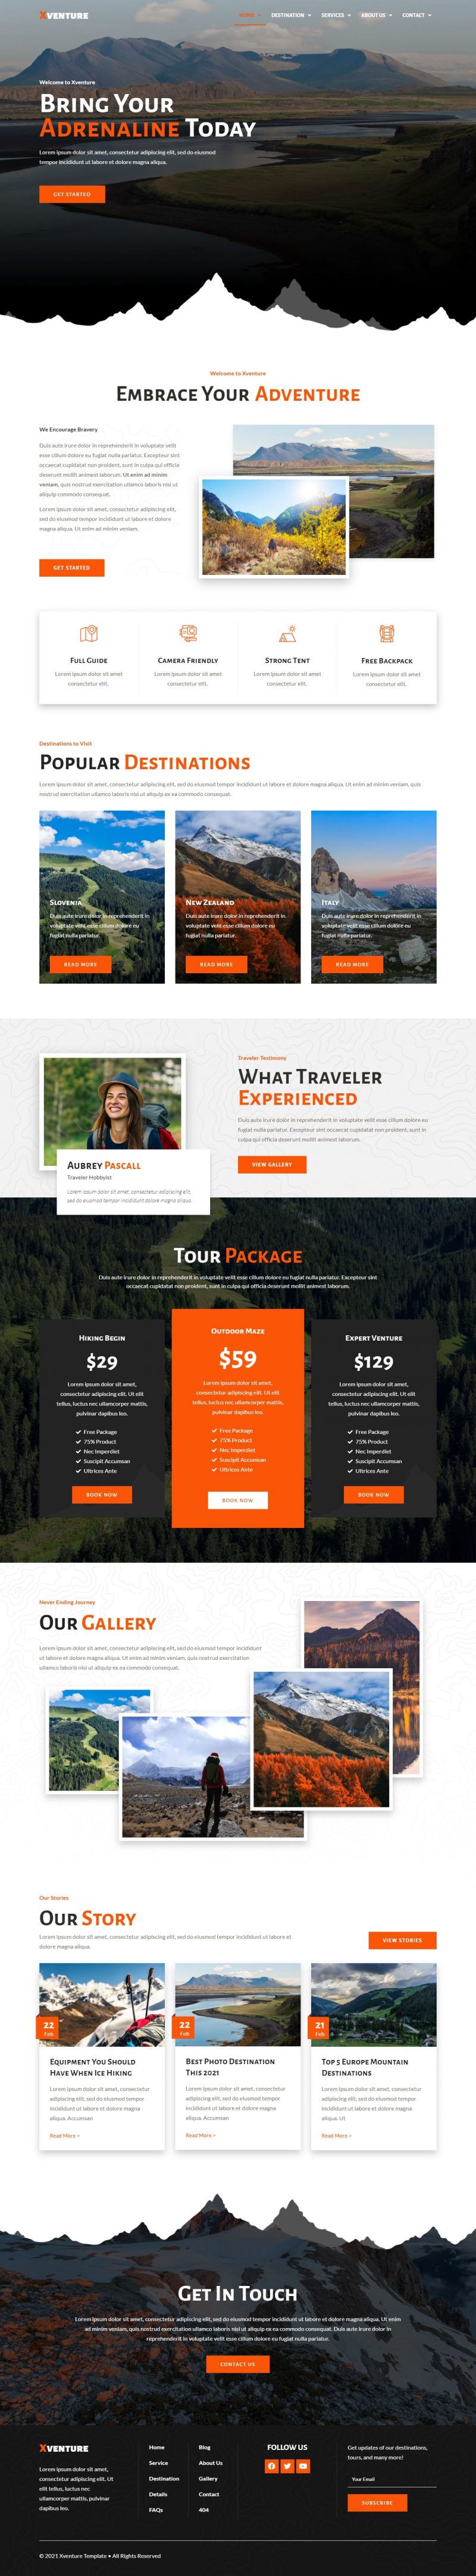 XVENTURE
HOME DESTINATION SERVICES ABOUT US CONTACT
Welcome to Xventure
Bring Your
Adrenaline Today
Lorem ipsum dolor sit amet, consectetur adipiscing elit, sed do eiusmod
tempor incididunt ut labore et dolore magna aliqua.
GET STARTED
Welcome to Xventure
Embrace Your Adventure
We Encourage Bravery
Duis aute irure dolor in reprehenderit in voluptate velit
esse cillum dolore eu fugiat nulla pariatur. Excepteur sint
occaecat cupidatat non proident, sunt in culpa qui officia
deserunt mollit animest laborum. Ut enim ad minim
veniam, quis nostrud exercitation ullamco laboris nisi ut
aliquip commodo consequat.
Lorem ipsum dolor sit amet, consectetur adipiscing elit,
sed do eiusmod tempor incididunt ut labore et dolore
magna aliqua. Ut enim ad minim veniam.
GET STARTED
Full Guide
Lorem ipsum dolor sit amet
consectetur elit.
Camera Friendly
Lorem ipsum dolor sit amet
consectetur elit.
Strong Tent
Lorem ipsum dolor sit amet
consectetur elit.
Free Backpack
Lorem ipsum dolor sit amet
consectetur elit.
Destinations to Visit
Popular Destinations
Lorem ipsum dolor sit amet, consectetur adipiscing elit, sed do eiusmod tempor incididunt ut labore et dolore magna aliqua. Ut enim ad minim veniam, quis
nostrud exercitation ullamco laboris nisi ut aliquip ex ea commodo consequat.
Slovenia
Duis aute irure dolor in reprehenderit in
voluptate velit esse cillum dolore eu
fugiat nulla pariatur.
READ MORE
New Zealand
Duis aute irure dolor in reprehenderit in
voluptate velit esse cillum dolore eu
fugiat nulla pariatur.
READ MORE
Italy
Duis aute irure dolor in reprehenderit in
voluptate velit esse cillum dolore eu
fugiat nulla pariatur.
READ MORE
Aubrey Pascall
Traveler Hobbyist
Lorem ipsum dolor sit amet, consectetur adipiscing elit,
sed do eiusmod tempor incididunt dolore magna aliqua.
Traveler Testimony
What Traveler
Experienced
Duis aute irure dolor in reprehenderit in voluptate velit esse cillum dolore eu
fugiat nulla pariatur. Excepteur sint occaecat cupidatat non proident, sunt in
culpa qui officia deserunt mollit animest laborum.
VIEW GALLERY
Tour Package
Duis aute irure dolor in reprehenderit in voluptate velit esse cillum dolore eu fugiat nulla pariatur. Excepteur sint
occaecat cupidatat non proident, sunt in culpa qui officia deserunt mollit animest laborum.
Hiking Begin
$29
Lorem ipsum dolor sit amet,
consectetur adipiscing elit. Ut elit
tellus, luctus nec ullamcorper mattis,
pulvinar dapibus leo.
Free Package
75% Product
Nec Imperdiet
Suscipit Accumsan
Ultrices Ante
BOOK NOW
Outdoor Maze
$59
Lorem ipsum dolor sit amet,
consectetur adipiscing elit. Ut elit
tellus, luctus nec ullamcorper mattis,
pulvinar dapibus leo.
Free Package
75% Product
Nec Imperdiet
Suscipit Accumsan
Ultrices Ante
BOOK NOW
Expert Venture
$129
Lorem ipsum dolor sit amet,
consectetur adipiscing elit. Ut elit
tellus, luctus nec ullamcorper mattis,
pulvinar dapibus leo.
Free Package
75% Product
Nec Imperdiet
Suscipit Accumsan
Ultrices Ante
BOOK NOW
Never Ending Journey
Our Gallery
Lorem ipsum dolor sit amet, consectetur adipiscing elit, sed do eiusmod tempor incididunt
ut labore et dolore magna aliqua. Ut enim ad minim veniam, quis nostrud exercitation
ullamco laboris nisi ut aliquip ex ea commodo consequat.
Our Stories
Our Story
Lorem ipsum dolor sit amet, consectetur adipiscing elit, sed do eiusmod tempor incididunt ut labore et
dolore magna aliqua.
VIEW STORIES
22
Feb
Equipment You Should
Have When Ice Hiking
Lorem ipsum dolor sit amet, consectetur
adipiscing elit, sed do eiusmod tempor
incididunt ut labore et dolore magna
aliqua. Accumsan
Read More >
22
Feb
Best Photo Destination
This 2021
Lorem ipsum dolor sit amet, consectetur
adipiscing elit, sed do eiusmod tempor
incididunt ut labore et dolore magna
aliqua. Accumsan
Read More >
21
Feb
Top 5 Europe Mountain
Destinations
Lorem ipsum dolor sit amet, consectetur
adipiscing elit, sed do eiusmod tempor
incididunt ut labore et dolore magna
aliqua. Ut
Read More >
Get In Touch
Lorem ipsum dolor sit amet, consectetur adipiscing elit, sed do eiusmod tempor incididunt ut labore et dolore magna aliqua. Ut enim
ad minim veniam, quis nostrud exercitation ullamco laboris nisi ut aliquip ex ea commodo consequat. Duis aute irure dolor in
reprehenderit in voluptate velit esse cillum dolore eu fugiat nulla pariatur.
CONTACT US
XVENTURE
Lorem ipsum dolor sit amet,
consectetur adipiscing elit. Ut
elit tellus, luctus nec
ullamcorper mattis, pulvinar
dapibus leo.
Home
Service
Destination
Details
FAQs
Blog
About Us
Gallery
Contact
404
FOLLOW US
Get updates of our destinations,
tours, and many more!
Your Email
SUBSCRIBE
© 2021 Xventure Template • All Rights Reserved